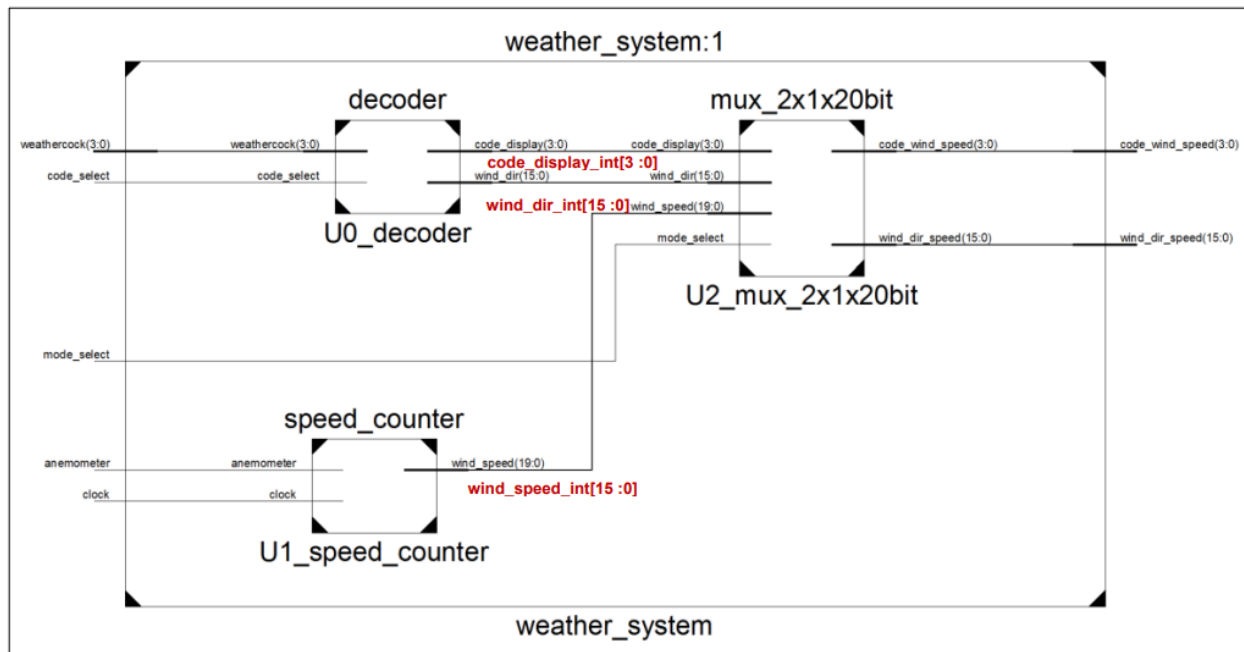 weather_system:1
decoder
mux_2x1x20bit
weathercock(3:0) weathercock(3:0) code_display(3:0) code_display(3:0) code_wind_speed(3:0) code_wind_speed(3:0)
code_display_int[3 :0]
code_select code_select wind_dir(15:0) wind_dir(15:0)
wind_dir_int[15 :0] wind_speed(19:0)
U0_decoder
mode_select wind_dir_speed(15:0) wind_dir_speed(15:0)
U2_mux_2x1x20bit
mode_select
speed_counter
anemometer anemometer wind_speed(19:0)
wind_speed_int[15 :0]
clock clock
U1_speed_counter
weather_system